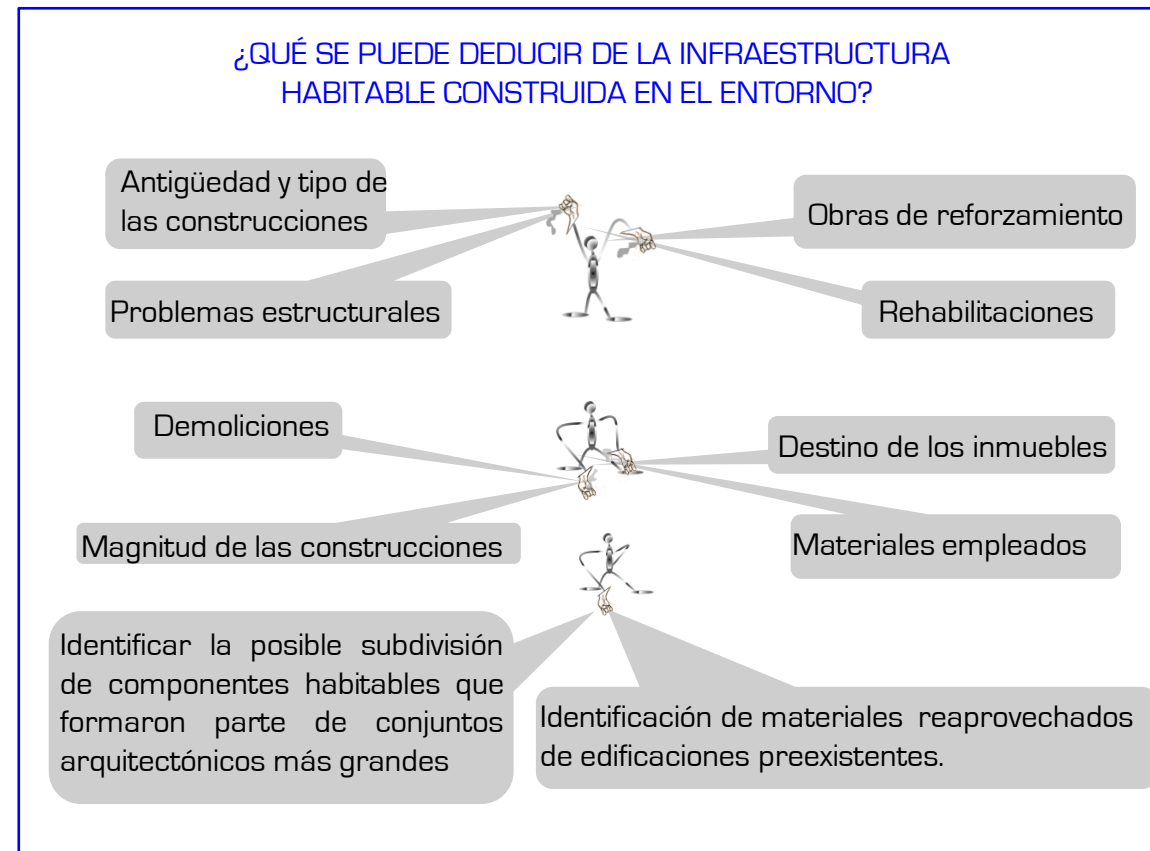 ¿QUÉ SE PUEDE DEDUCIR DE LA INFRAESTRUCTURA
HABITABLE CONSTRUIDA EN EL ENTORNO?
Antigüedad y tipo de
las construcciones
Obras de reforzamiento
Problemas estructurales
Rehabilitaciones
Demoliciones
Destino de los inmuebles
Magnitud de las construcciones
Materiales empleados
Identificar la posible subdivisión
de componentes habitables que
formaron parte de conjuntos
arquitectónicos más grandes
Identificación de materiales reaprovechados
de edificaciones preexistentes.